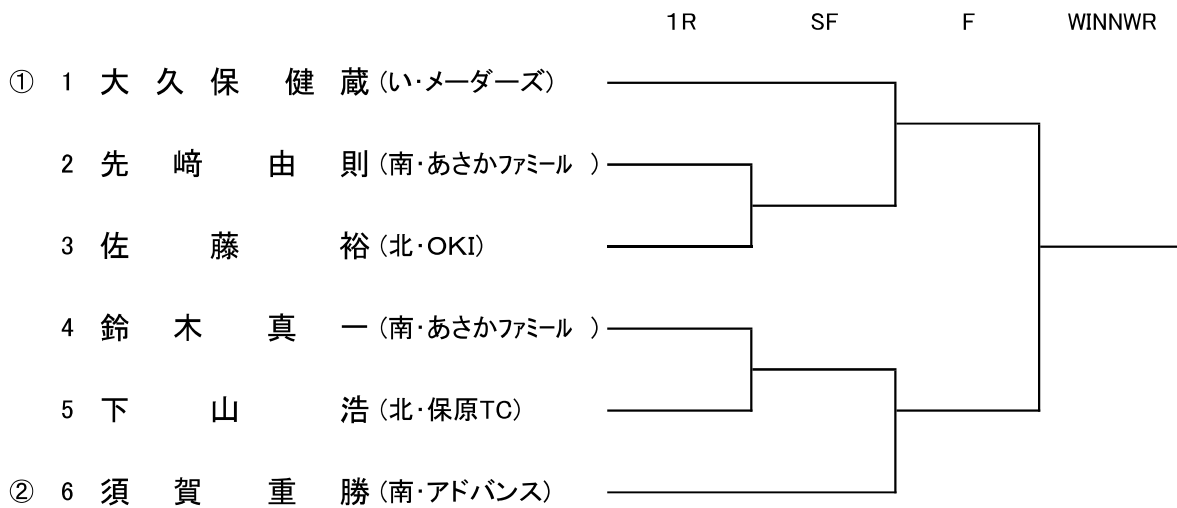 1R SF F WINNWR
① 1 大久保 健蔵 (い・メーダーズ)
2 先﨑 由則 (南・あさかファミール )
3 佐藤 裕 (北・OKI)
4 鈴木 真一 (南・あさかファミール )
5 下山 浩 (北・保原TC)
② 6 須賀 重勝 (南・アドバンス)